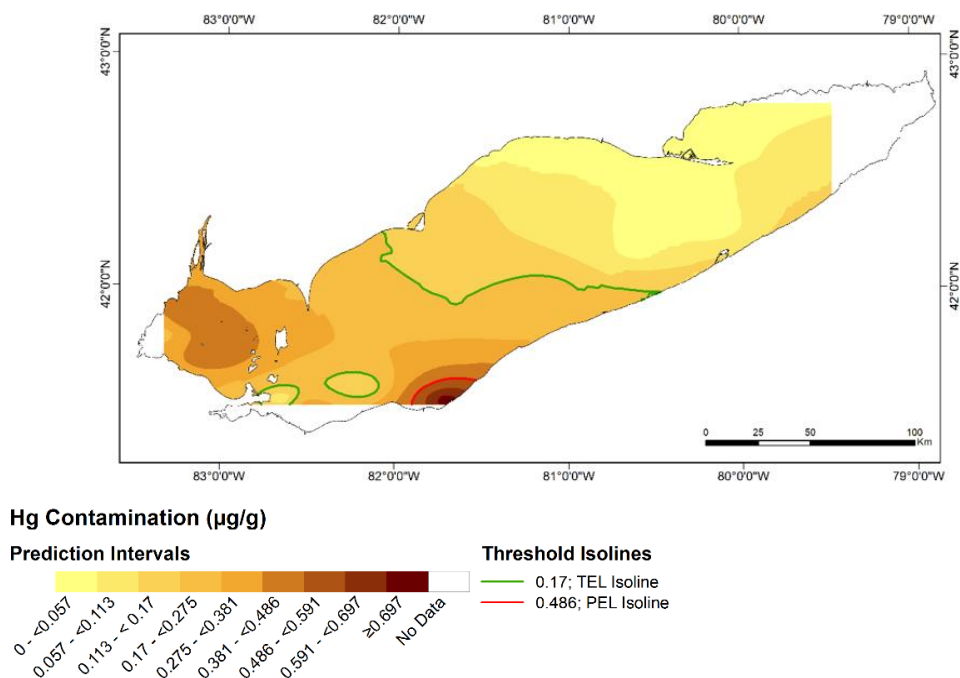 83°0'0"W 82°0'0"W 81°0'0"W 80°0'0"W 79°0'0"W
43°0'0"N 43°0'0"N
42°0'0"N 42°0'0"N
0 25 50 100
Km
83°0'0"W 82°0'0"W 81°0'0"W 80°0'0"W 79°0'0"W
Hg Contamination (µg/g)
Prediction Intervals
0 - <0.057
0.057 - <0.113
0.113 - < 0.17
0.17 - <0.275
0.275 - <0.381
0.381 - <0.486
0.486 - <0.591
0.591 - <0.697
≥0.697
No Data
Threshold Isolines
0.17; TEL Isoline
0.486; PEL Isoline